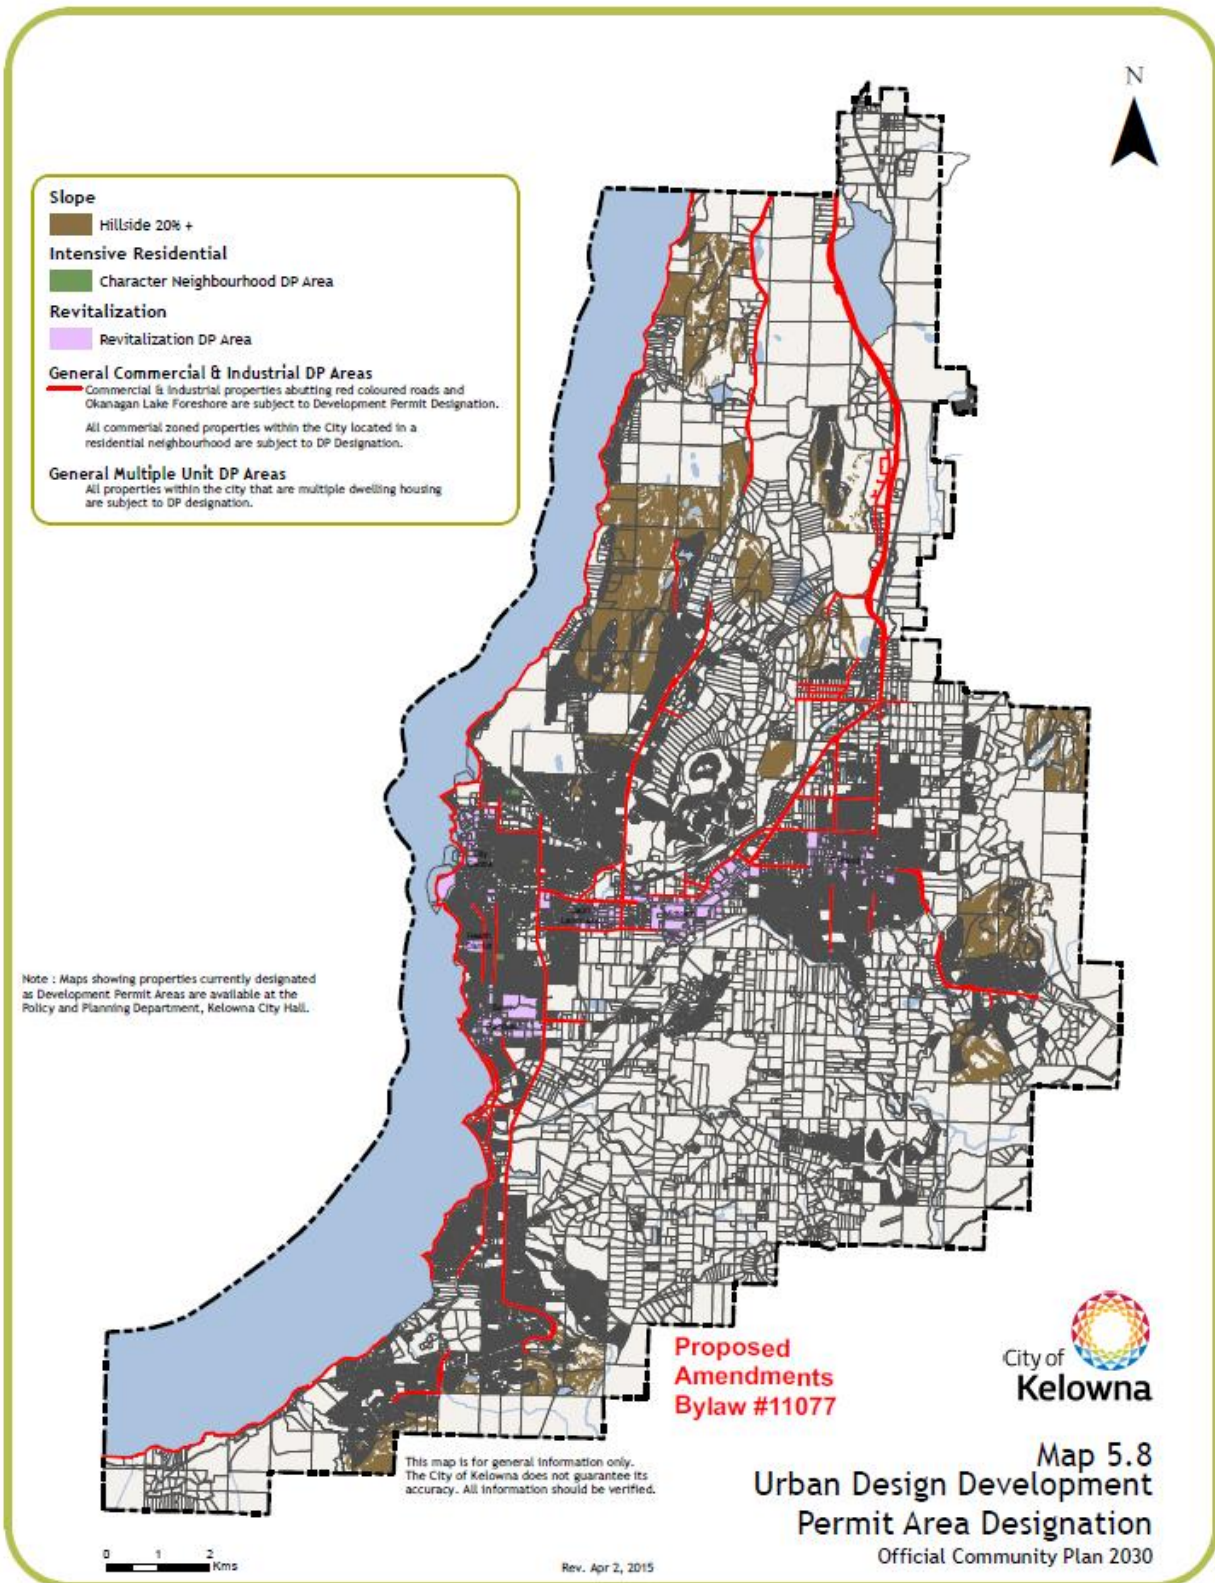 N
Slope
Hillside 20% +
Intensive Residential
Character Neighbourhood DP Area
Revitalization
Revitalization DP Area
General Commercial & Industrial DP Areas
Commercial & Industrial properties abutting red coloured roads and
Okanagan Lake Foreshore are subject to Development Permit Designation.
All commerial zoned properties within the City located in a
residential neighbourhood are subject to DP Designation.
General Multiple Unit DP Areas
All properties within the city that are multiple dwelling housing
are subject to DP designation.
Note : Maps showing properties currently designated
as Development Permit Areas are available at the
Policy and Planning Department, Kelowna City Hall.
Proposed
Amendments
Bylaw #11077
City of
Kelowna
This map is for general information only.
The City of Kelowna does not guarantee its
accuracy. All information should be verified.
Map 5.8
Urban Design Development
Permit Area Designation
Official Community Plan 2030
0 1 2
Kms
Rev. Apr 2, 2015